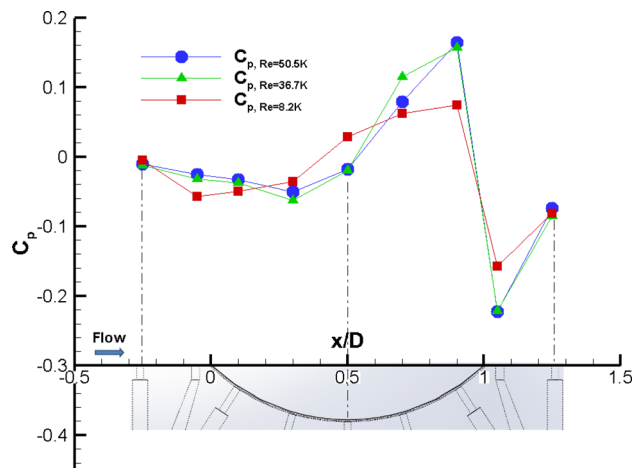 0.2
C_p, Re=50.5K
C_p, Re=36.7K
0.1
C_p, Re=8.2K
0
-0.1
C_p
-0.2
Flow
x/D
-0.3
-0.5 0 0.5 1 1.5
-0.4